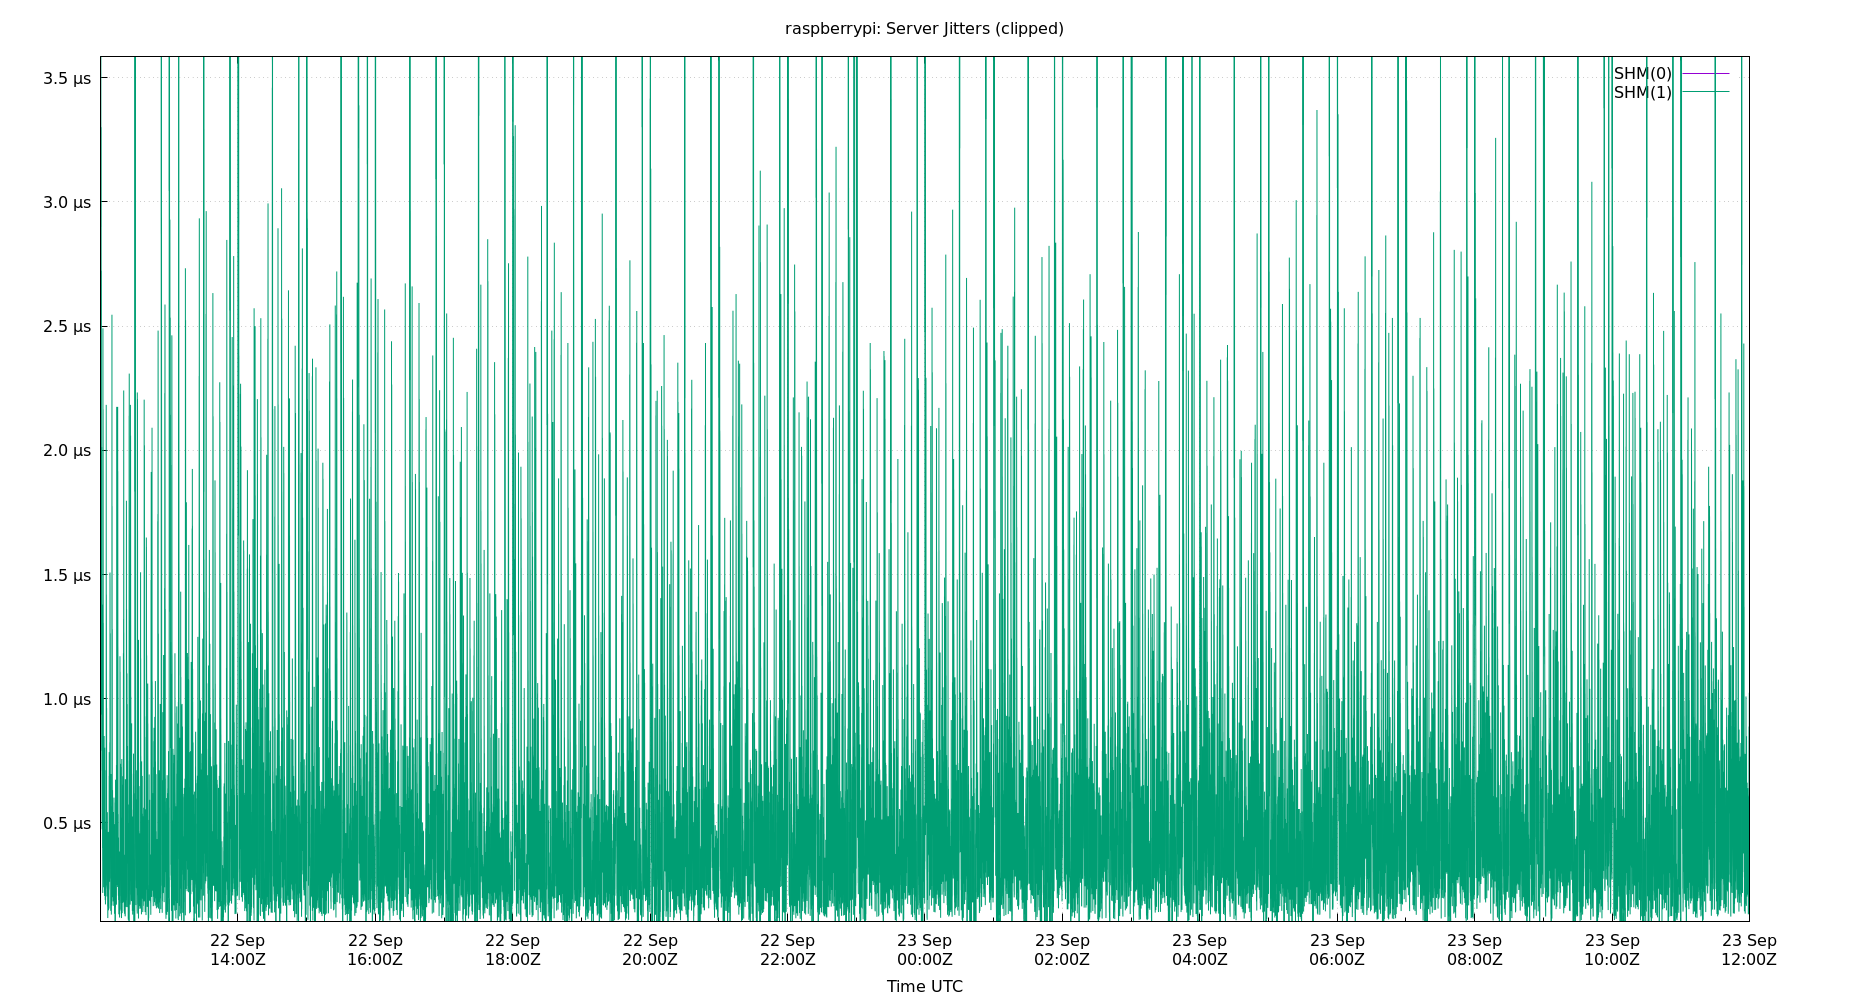 raspberrypi: Server Jitters (clipped)
3.5 µs
3.0 µs
2.5 µs
2.0 µs
1.5 µs
1.0 µs
0.5 µs
SHM(0)
SHM(1)
22 Sep 22 Sep 22 Sep 22 Sep 22 Sep 23 Sep 23 Sep 23 Sep 23 Sep 23 Sep 23 Sep 23 Sep
14:00Z 16:00Z 18:00Z 20:00Z 22:00Z 00:00Z 02:00Z 04:00Z 06:00Z 08:00Z 10:00Z 12:00Z
Time UTC